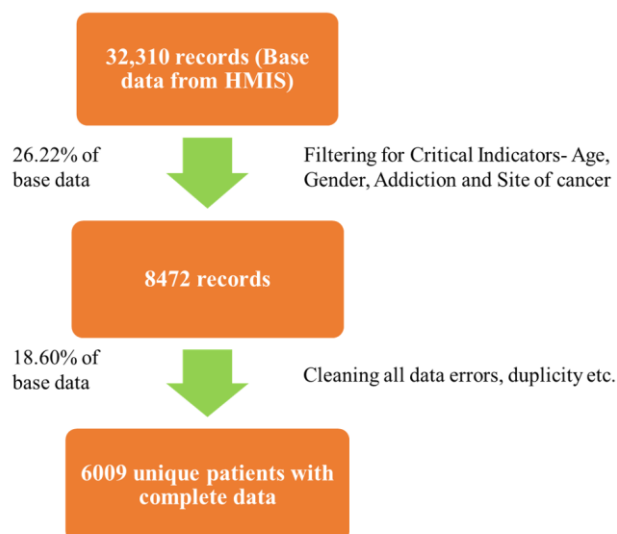 32,310 records (Base
data from HMIS)
26.22% of
base data
Filtering for Critical Indicators- Age,
Gender, Addiction and Site of cancer
8472 records
18.60% of
base data
Cleaning all data errors, duplicity etc.
6009 unique patients with
complete data